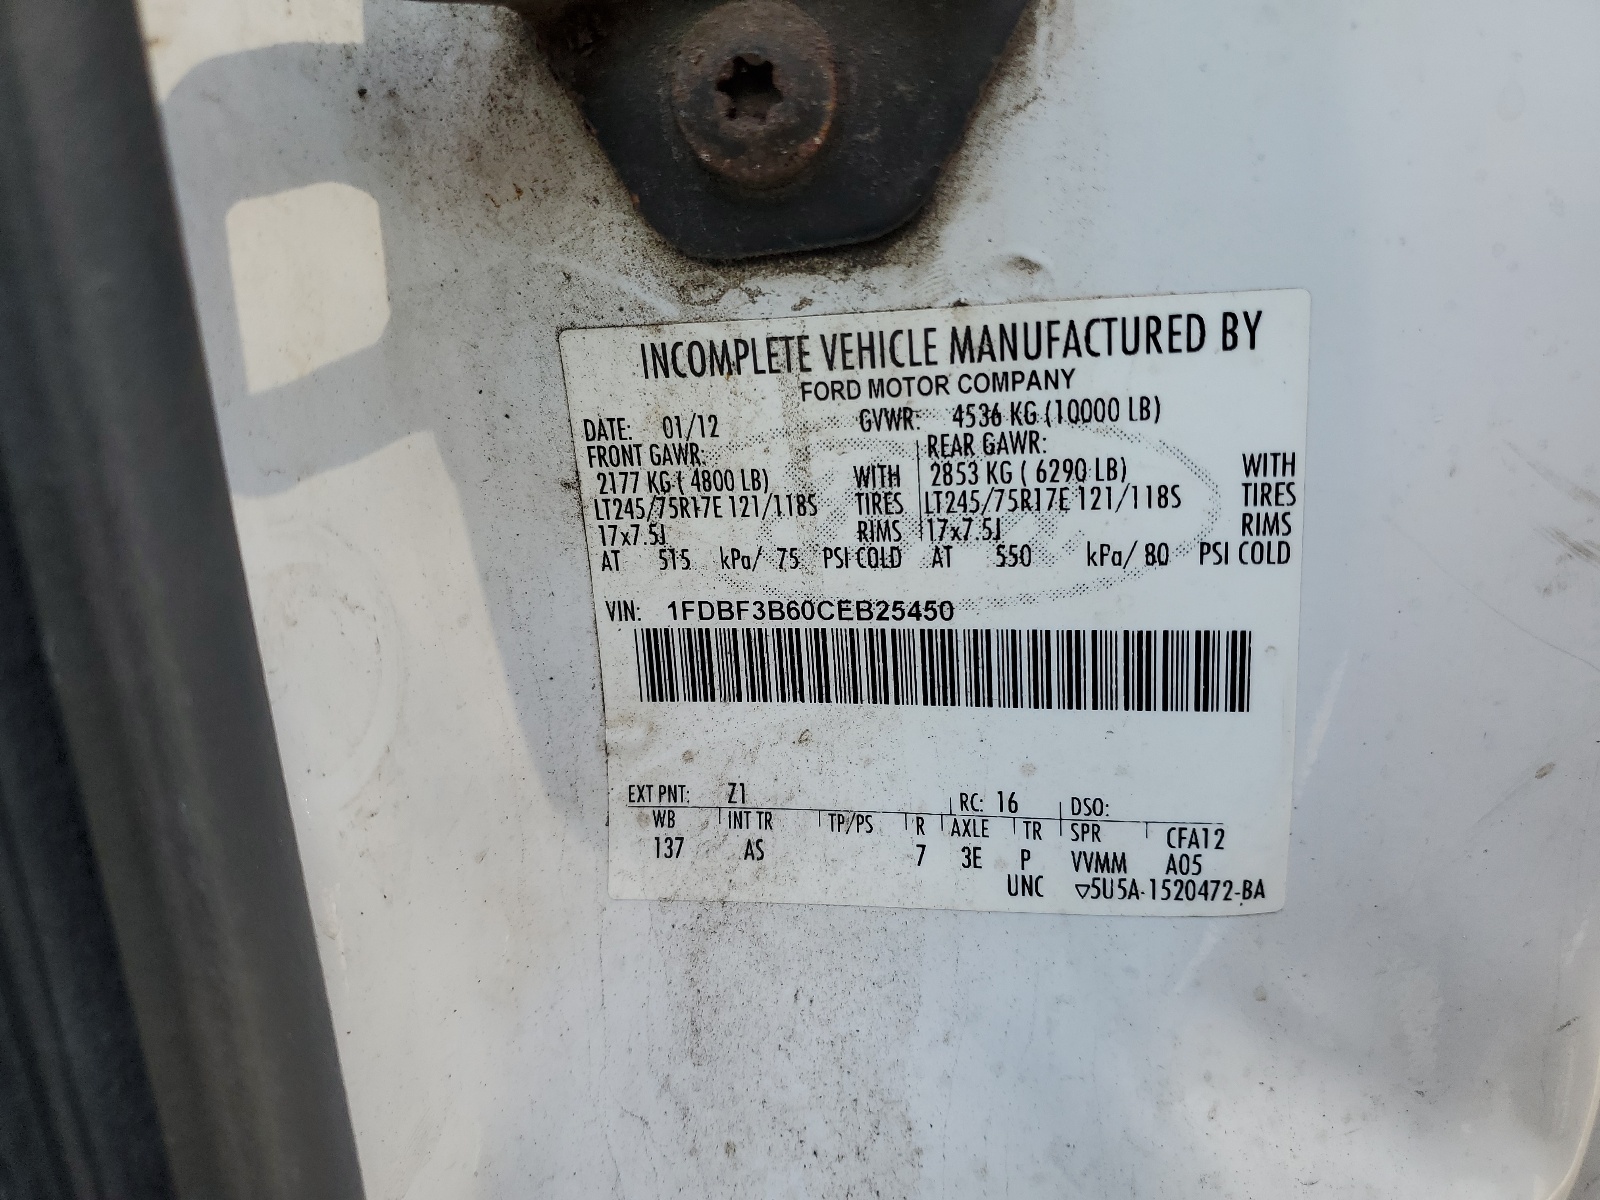 INCOMPLETE VEHICLE MANUFACTURED BY
FORD MOTOR COMPANY
DATE: 01/12 GVWR: 4536 KG (10000 LB)
FRONT GAWR: REAR GAWR:
2177 KG ( 4800 LB) WITH 2853 KG ( 6290 LB) WITH
LT245/75R17E 121/118S TIRES LT245/75R17E 121/118S TIRES
17x7.5J RIMS 17x7.5J RIMS
AT 515 kPa/ 75 PSI COLD AT 550 kPa/ 80 PSI COLD
VIN: 1FDBF3B60CEB25450
EXT PNT: Z1 RC: 16 DSO:
WB INT TR TP/PS R AXLE TR SPR CFA12
137 AS 7 3E P VVMM A05
UNC ▽5U5A-1520472-BA